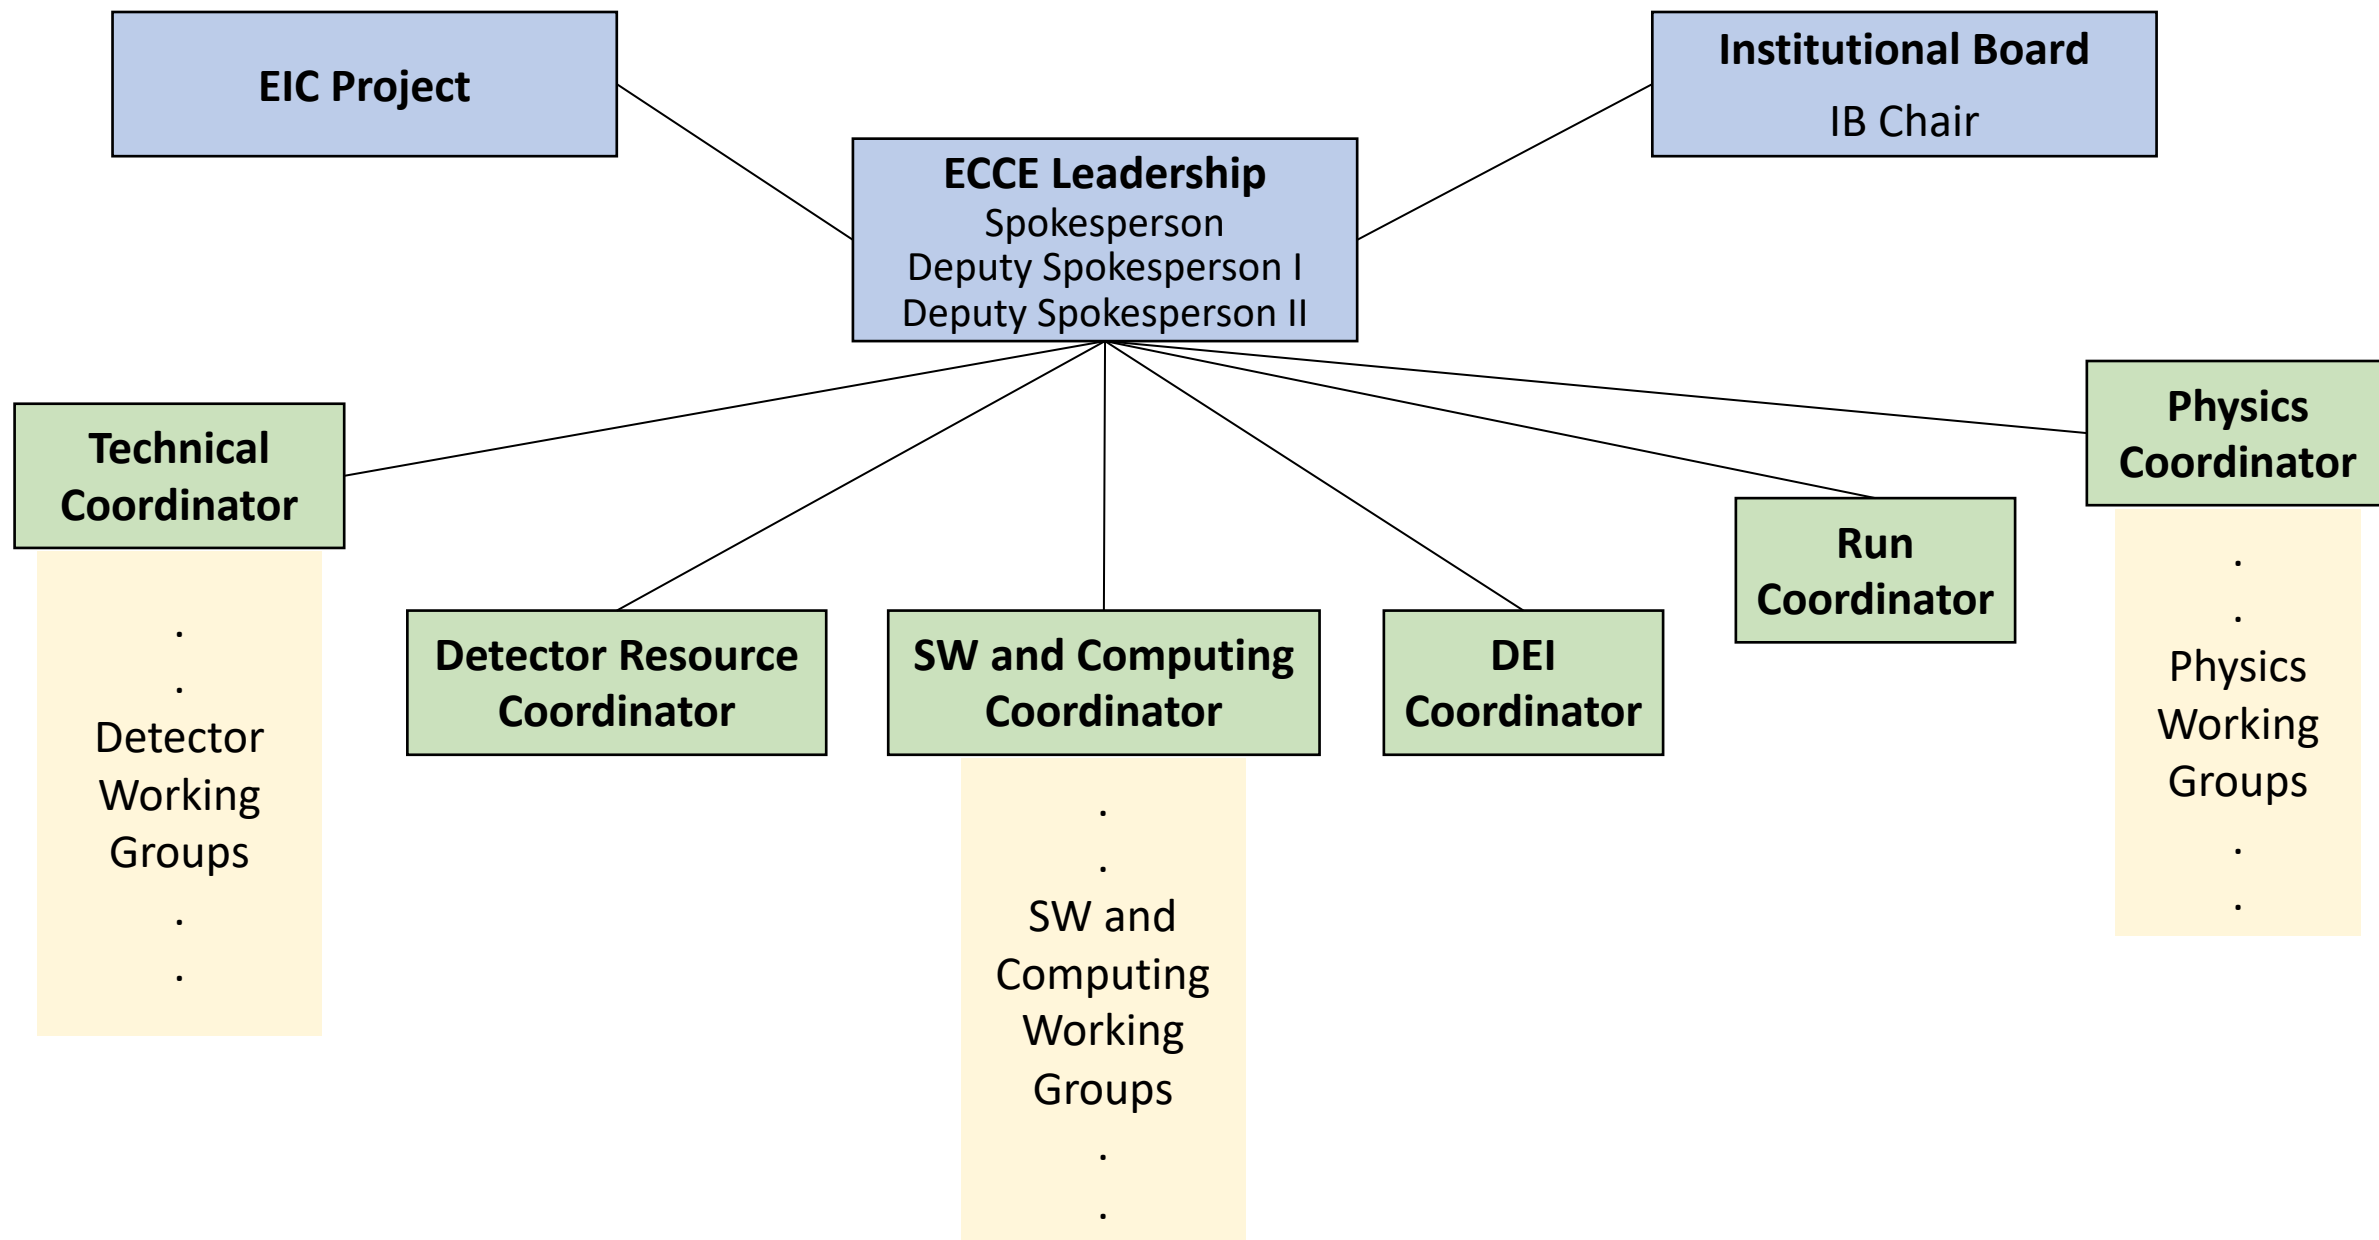 EIC Project
Institutional Board
IB Chair
ECCE Leadership
Spokesperson
Deputy Spokesperson I
Deputy Spokesperson II
Technical
Coordinator
.
.
Detector
Working
Groups
.
.
Detector Resource
Coordinator
SW and Computing
Coordinator
.
.
SW and
Computing
Working
Groups
.
.
DEI
Coordinator
Run
Coordinator
Physics
Coordinator
.
.
Physics
Working
Groups
.
.